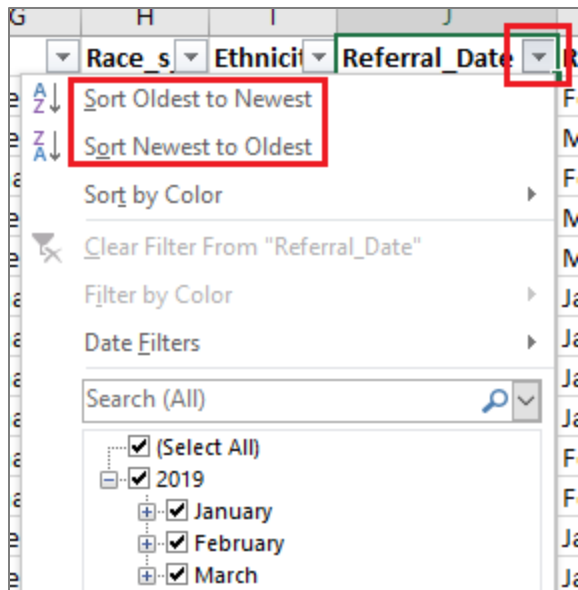 G H I J
Race_s Ethnicit Referral_Date
Sort Oldest to Newest
Sort Newest to Oldest
Sort by Color
Clear Filter From "Referral_Date"
Filter by Color
Date Filters
Search (All)
(Select All)
2019
January
February
March